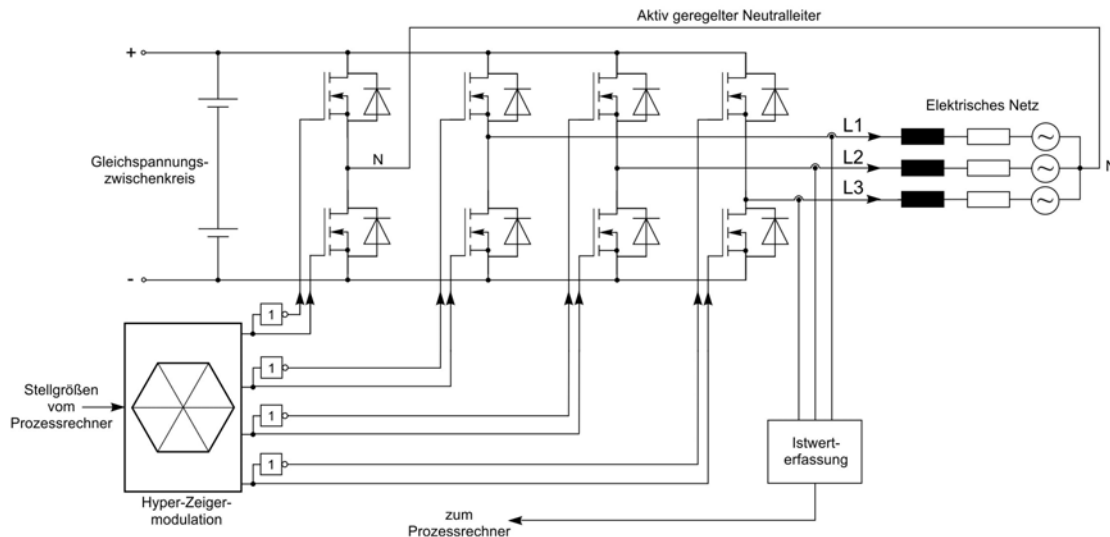 Aktiv geregelter Neutralleiter
+
Elektrisches Netz
L1
Gleichspannungs-
zwischenkreis
N
L2
N
L3
-
1
1
Stellgrößen
vom
Prozessrechner
1
1
Istwert-
erfassung
Hyper-Zeiger-
modulation
zum
Prozessrechner